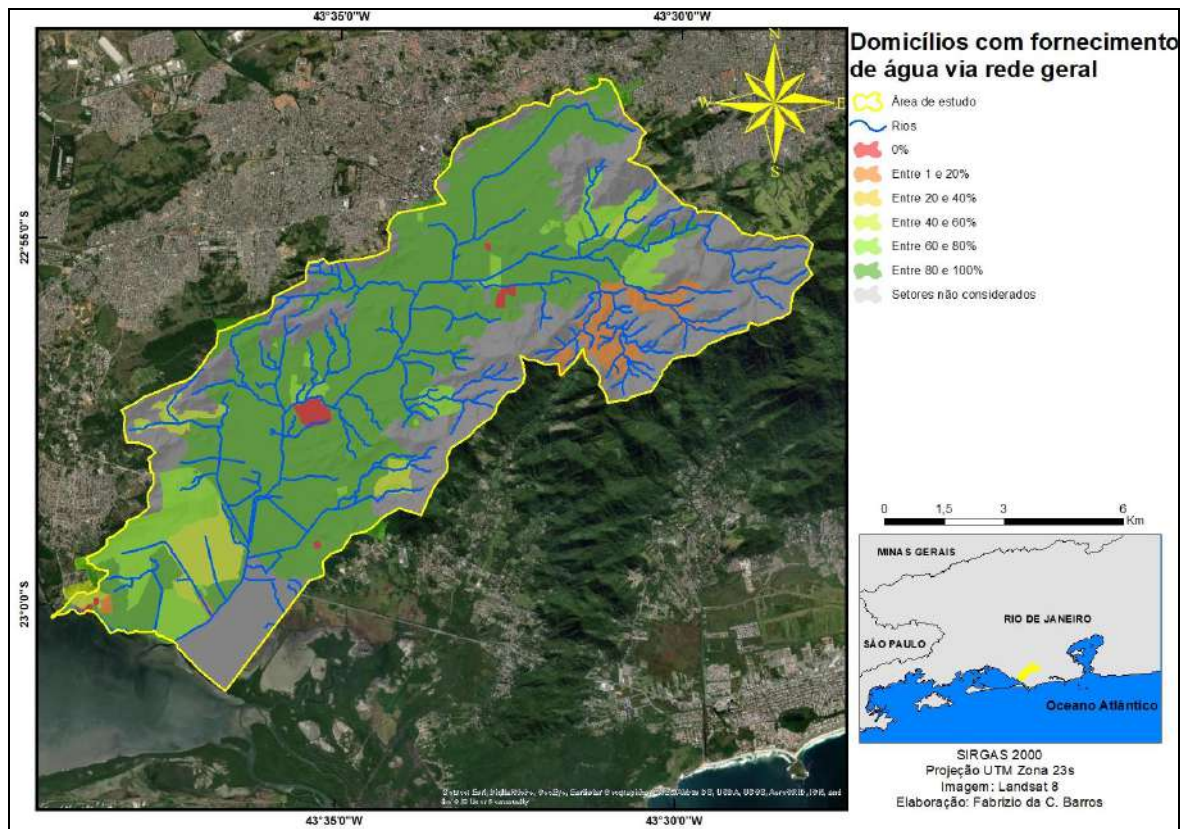 43°35'0"W
43°30'0"W
22°55'0"S
23°0'0"S
N
W
E
S
43°35'0"W
43°30'0"W
Domicílios com fornecimento
de água via rede geral
Área de estudo
Rios
0%
Entre 1 e 20%
Entre 20 e 40%
Entre 40 e 60%
Entre 60 e 80%
Entre 80 e 100%
Setores não considerados
0 1,5 3 6
Km
MINAS GERAIS
RIO DE JANEIRO
SÃO PAULO
Oceano Atlântico
SIRGAS 2000
Projeção UTM Zona 23s
Imagem: Landsat 8
Elaboração: Fabrizio da C. Barros